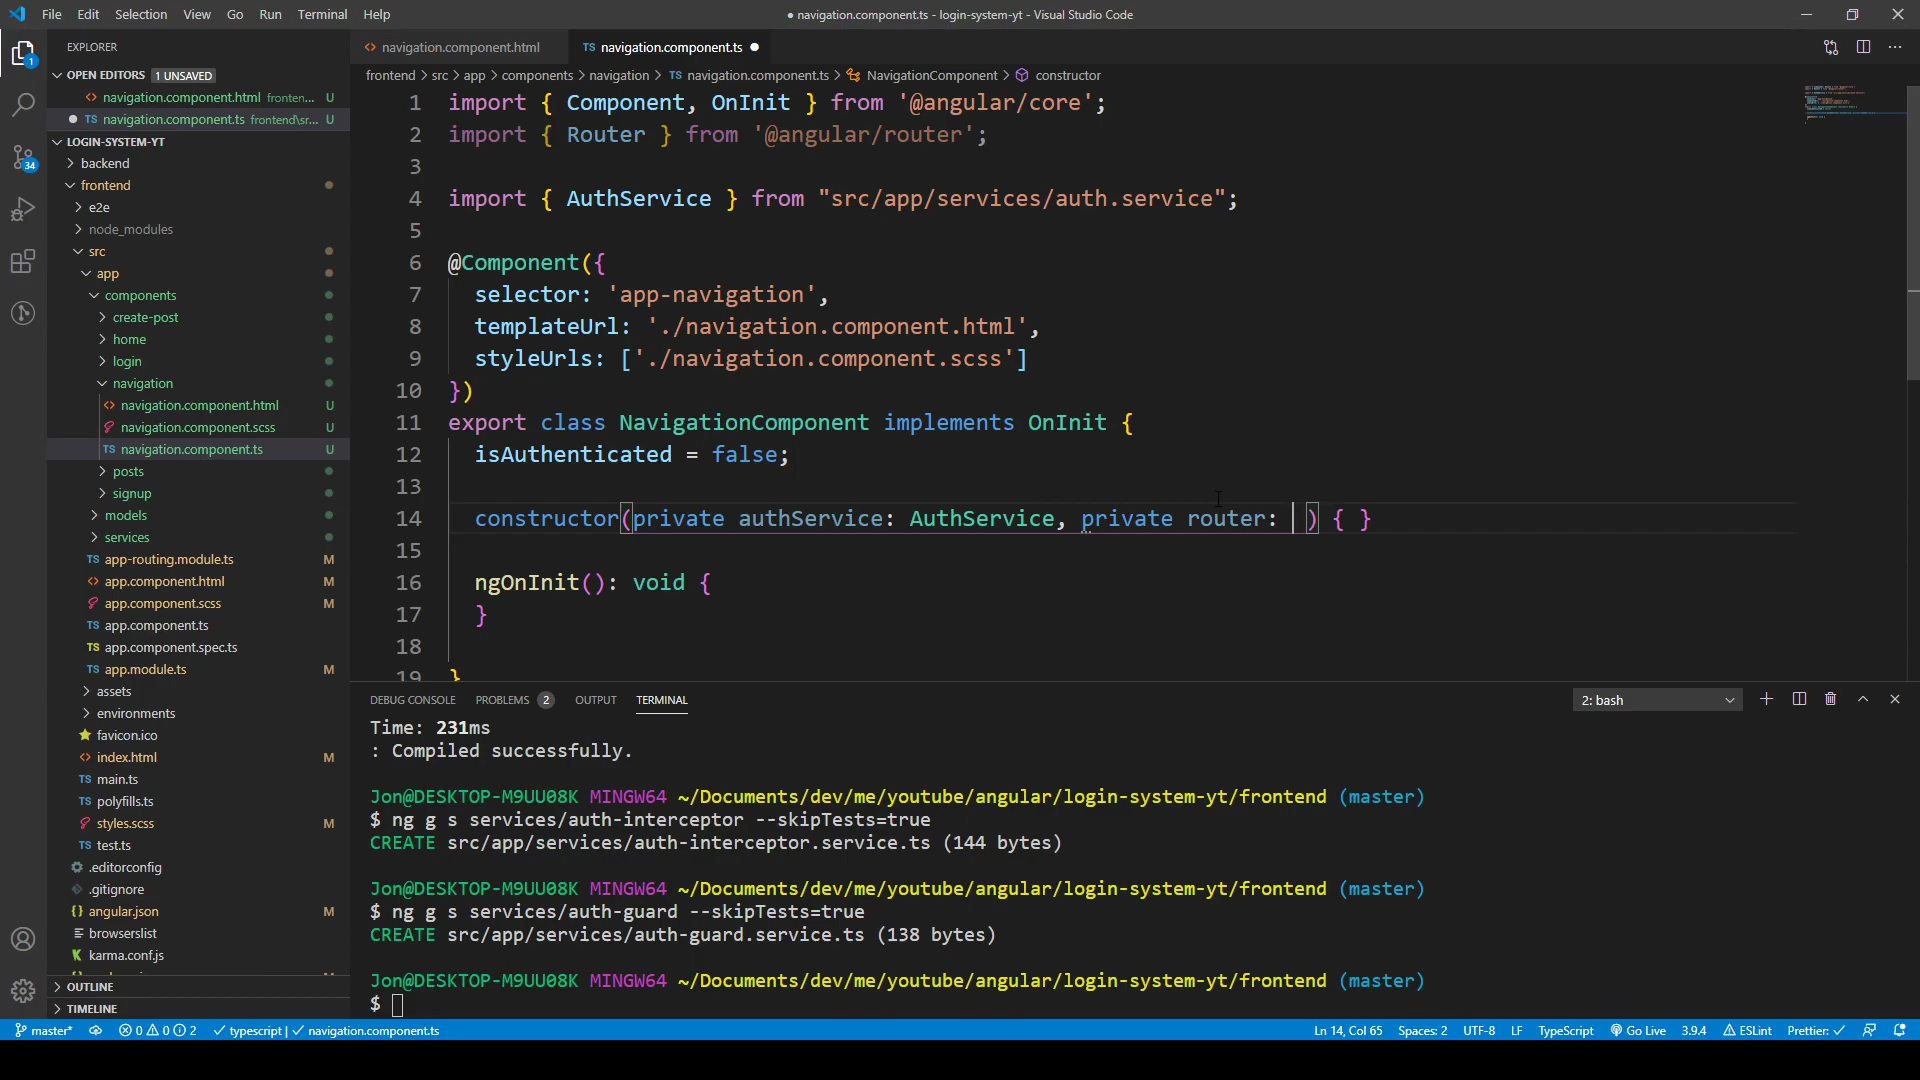 File Edit Selection View Go Run Terminal Help
● navigation.component.ts - login-system-yt - Visual Studio Code
EXPLORER
OPEN EDITORS 1 UNSAVED
navigation.component.html fronten... U
navigation.component.ts frontend\sr... U
LOGIN-SYSTEM-YT
backend
frontend
e2e
node_modules
src
app
components
create-post
home
login
navigation
navigation.component.html U
navigation.component.scss U
TS navigation.component.ts U
posts
signup
models
services
TS app-routing.module.ts M
app.component.html M
app.component.scss M
TS app.component.ts
TS app.component.spec.ts
TS app.module.ts M
assets
environments
favicon.ico
index.html M
TS main.ts
TS polyfills.ts
styles.scss M
TS test.ts
.editorconfig
.gitignore
angular.json M
browserslist
karma.conf.js
OUTLINE
TIMELINE
1
34
navigation.component.html
TS navigation.component.ts ●
frontend > src > app > components > navigation > TS navigation.component.ts > NavigationComponent > constructor
1 import { Component, OnInit } from '@angular/core';
2 import { Router } from '@angular/router';
3
4 import { AuthService } from "src/app/services/auth.service";
5
6 @Component({
7 selector: 'app-navigation',
8 templateUrl: './navigation.component.html',
9 styleUrls: ['./navigation.component.scss']
10 })
11 export class NavigationComponent implements OnInit {
12 isAuthenticated = false;
13
14 constructor(private authService: AuthService, private router: ) { }
15
16 ngOnInit(): void {
17 }
18
19 }
DEBUG CONSOLE PROBLEMS 2 OUTPUT TERMINAL
2: bash
Time: 231ms
: Compiled successfully.
Jon@DESKTOP-M9UU08K MINGW64 ~/Documents/dev/me/youtube/angular/login-system-yt/frontend (master)
$ ng g s services/auth-interceptor --skipTests=true
CREATE src/app/services/auth-interceptor.service.ts (144 bytes)
Jon@DESKTOP-M9UU08K MINGW64 ~/Documents/dev/me/youtube/angular/login-system-yt/frontend (master)
$ ng g s services/auth-guard --skipTests=true
CREATE src/app/services/auth-guard.service.ts (138 bytes)
Jon@DESKTOP-M9UU08K MINGW64 ~/Documents/dev/me/youtube/angular/login-system-yt/frontend (master)
$
master* 0 0 2 typescript | navigation.component.ts
Ln 14, Col 65 Spaces: 2 UTF-8 LF TypeScript Go Live 3.9.4 ESLint Prettier: ✓